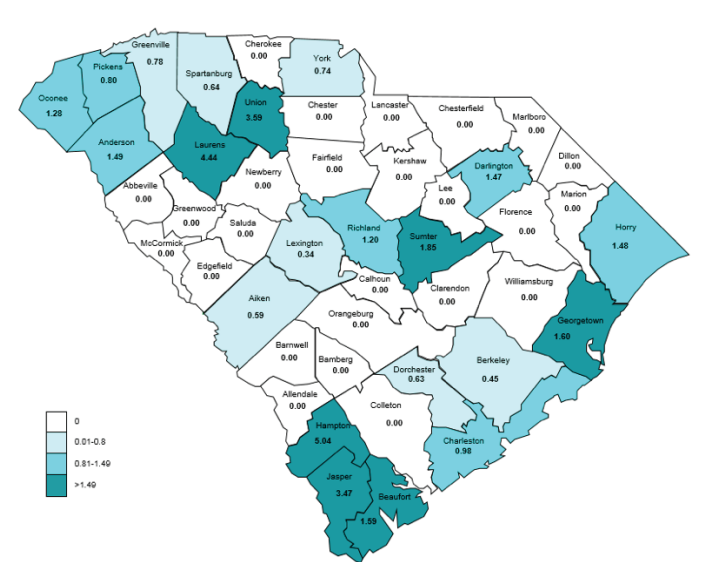 Cherokee
0.00
Greenville
0.78
York
0.74
Pickens
0.80
Spartanburg
0.64
Oconee
1.28
Union
3.59
Chester
0.00
Lancaster
0.00
Chesterfield
0.00
Marlboro
0.00
Anderson
1.49
Laurens
4.44
Newberry
0.00
Fairfield
0.00
Kershaw
0.00
Darlington
1.47
Dillon
0.00
Abbeville
0.00
Greenwood
0.00
Lee
0.00
Marion
0.00
Florence
0.00
Saluda
0.00
McCormick
0.00
Lexington
0.34
Richland
1.20
Sumter
1.85
Horry
1.48
Edgefield
0.00
Calhoun
0.00
Clarendon
0.00
Williamsburg
0.00
Aiken
0.59
Orangeburg
0.00
Georgetown
1.60
Barnwell
0.00
Bamberg
0.00
Dorchester
0.63
Berkeley
0.45
Allendale
0.00
Colleton
0.00
Hampton
5.04
Charleston
0.98
Jasper
3.47
Beaufort
1.59
0
0.01-0.8
0.81-1.49
>1.49